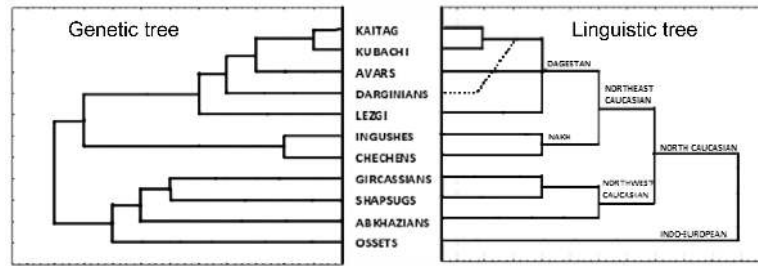 Genetic tree
Linguistic tree
KAITAG
KUBACHI
AVARS
DARGINIANS
LEZGI
INGUSHES
CHECHENS
GIRCASSIANS
SHAPSUGS
ABKHAZIANS
OSSETS
DAGESTAN
NORTHEAST
CAUCASIAN
NAKH
NORTH CAUCASIAN
NORTHWEST
CAUCASIAN
INDO-EUROPEAN